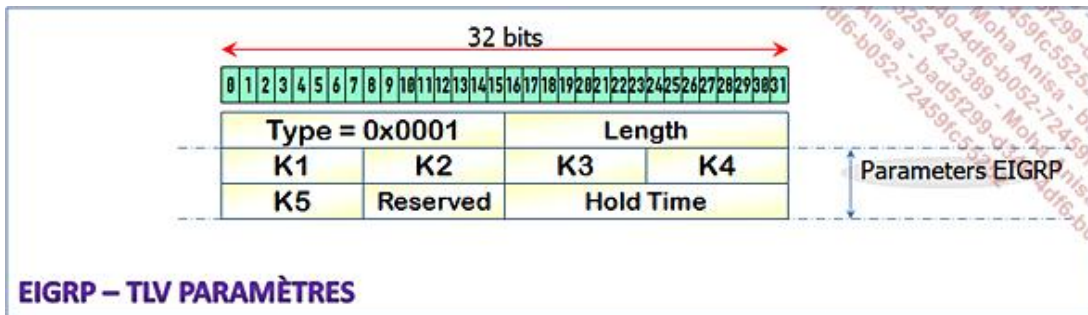 32 bits
0 1 2 3 4 5 6 7 8 9 10 11 12 13 14 15 16 17 18 19 20 21 22 23 24 25 26 27 28 29 30 31
Type = 0x0001 Length
K1 K2 K3 K4
Parameters EIGRP
K5 Reserved Hold Time
EIGRP – TLV PARAMÈTRES